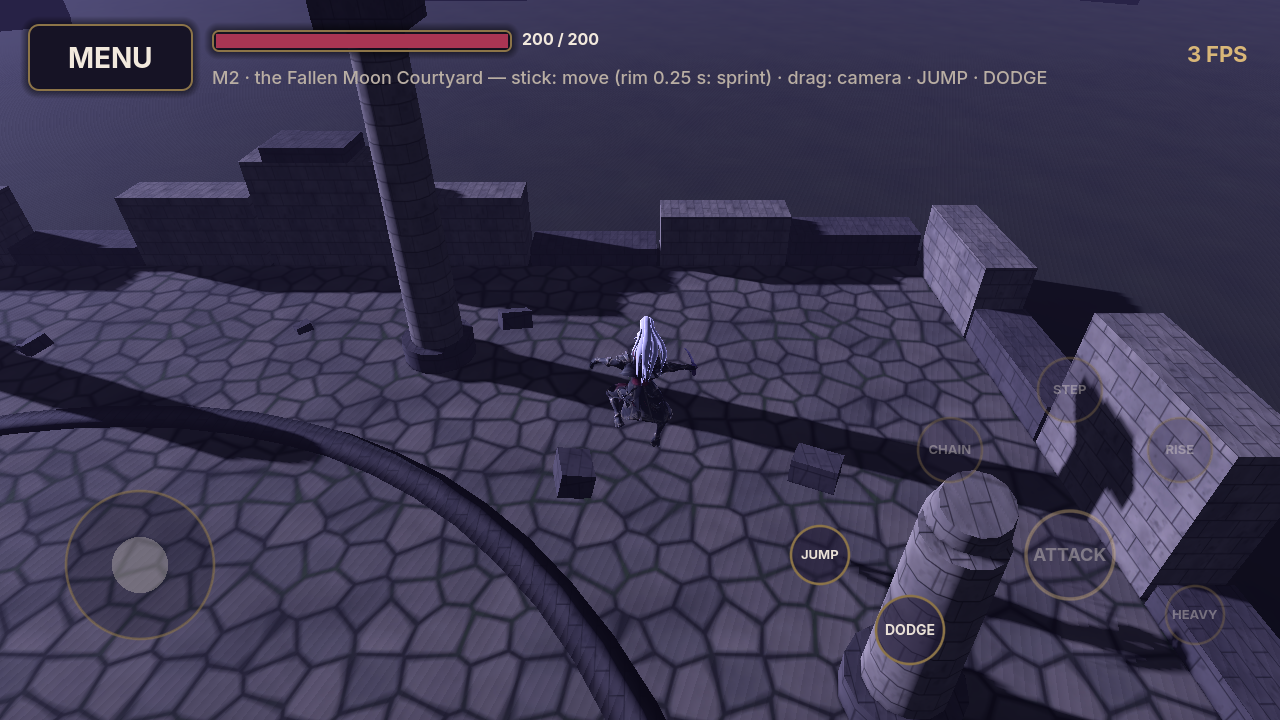 MENU
200 / 200
3 FPS
M2 · the Fallen Moon Courtyard — stick: move (rim 0.25 s: sprint) · drag: camera · JUMP · DODGE
STEP
CHAIN
RISE
JUMP
ATTACK
HEAVY
DODGE